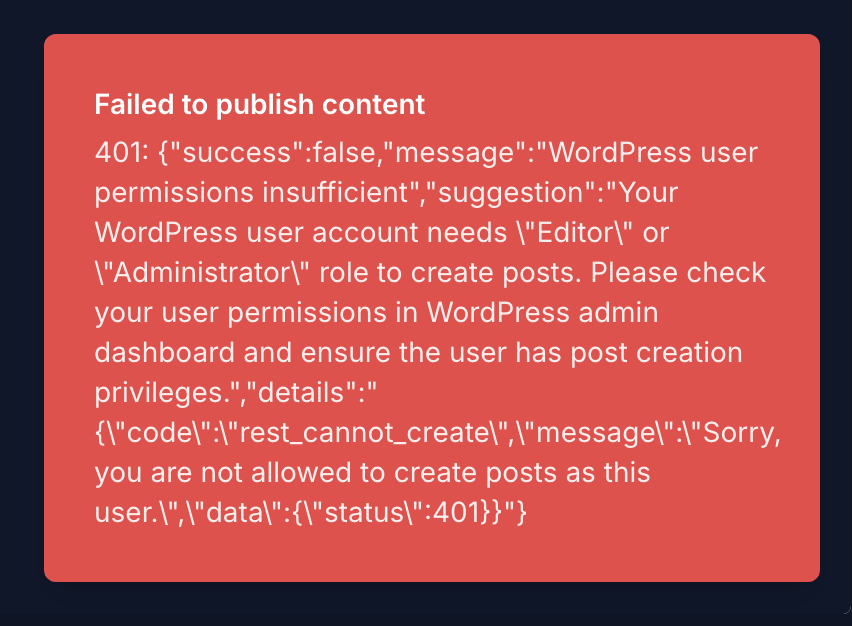 Failed to publish content
401: {"success":false,"message":"WordPress user
permissions insufficient","suggestion":"Your
WordPress user account needs \"Editor\" or
\"Administrator\" role to create posts. Please check
your user permissions in WordPress admin
dashboard and ensure the user has post creation
privileges.","details":"
{\"code\":\"rest_cannot_create\",\"message\":\"Sorry,
you are not allowed to create posts as this
user.\",\"data\":{\"status\":401}}"}